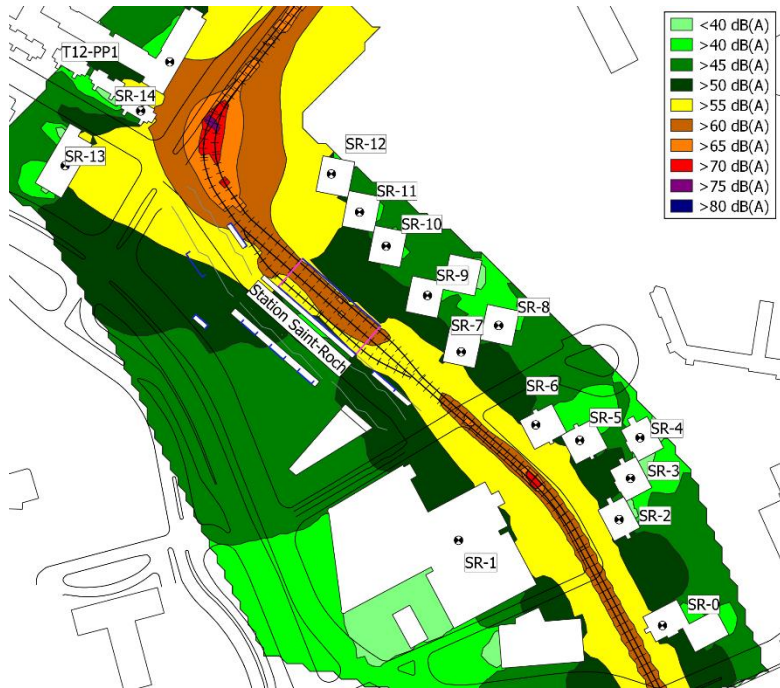 <40 dB(A)
>40 dB(A)
>45 dB(A)
>50 dB(A)
>55 dB(A)
>60 dB(A)
>65 dB(A)
>70 dB(A)
>75 dB(A)
>80 dB(A)
T12-PP1
SR-14
SR-13
SR-12
SR-11
SR-10
SR-9
SR-8
SR-7
Station Saint-Roch
SR-6
SR-5
SR-4
SR-3
SR-2
SR-1
SR-0